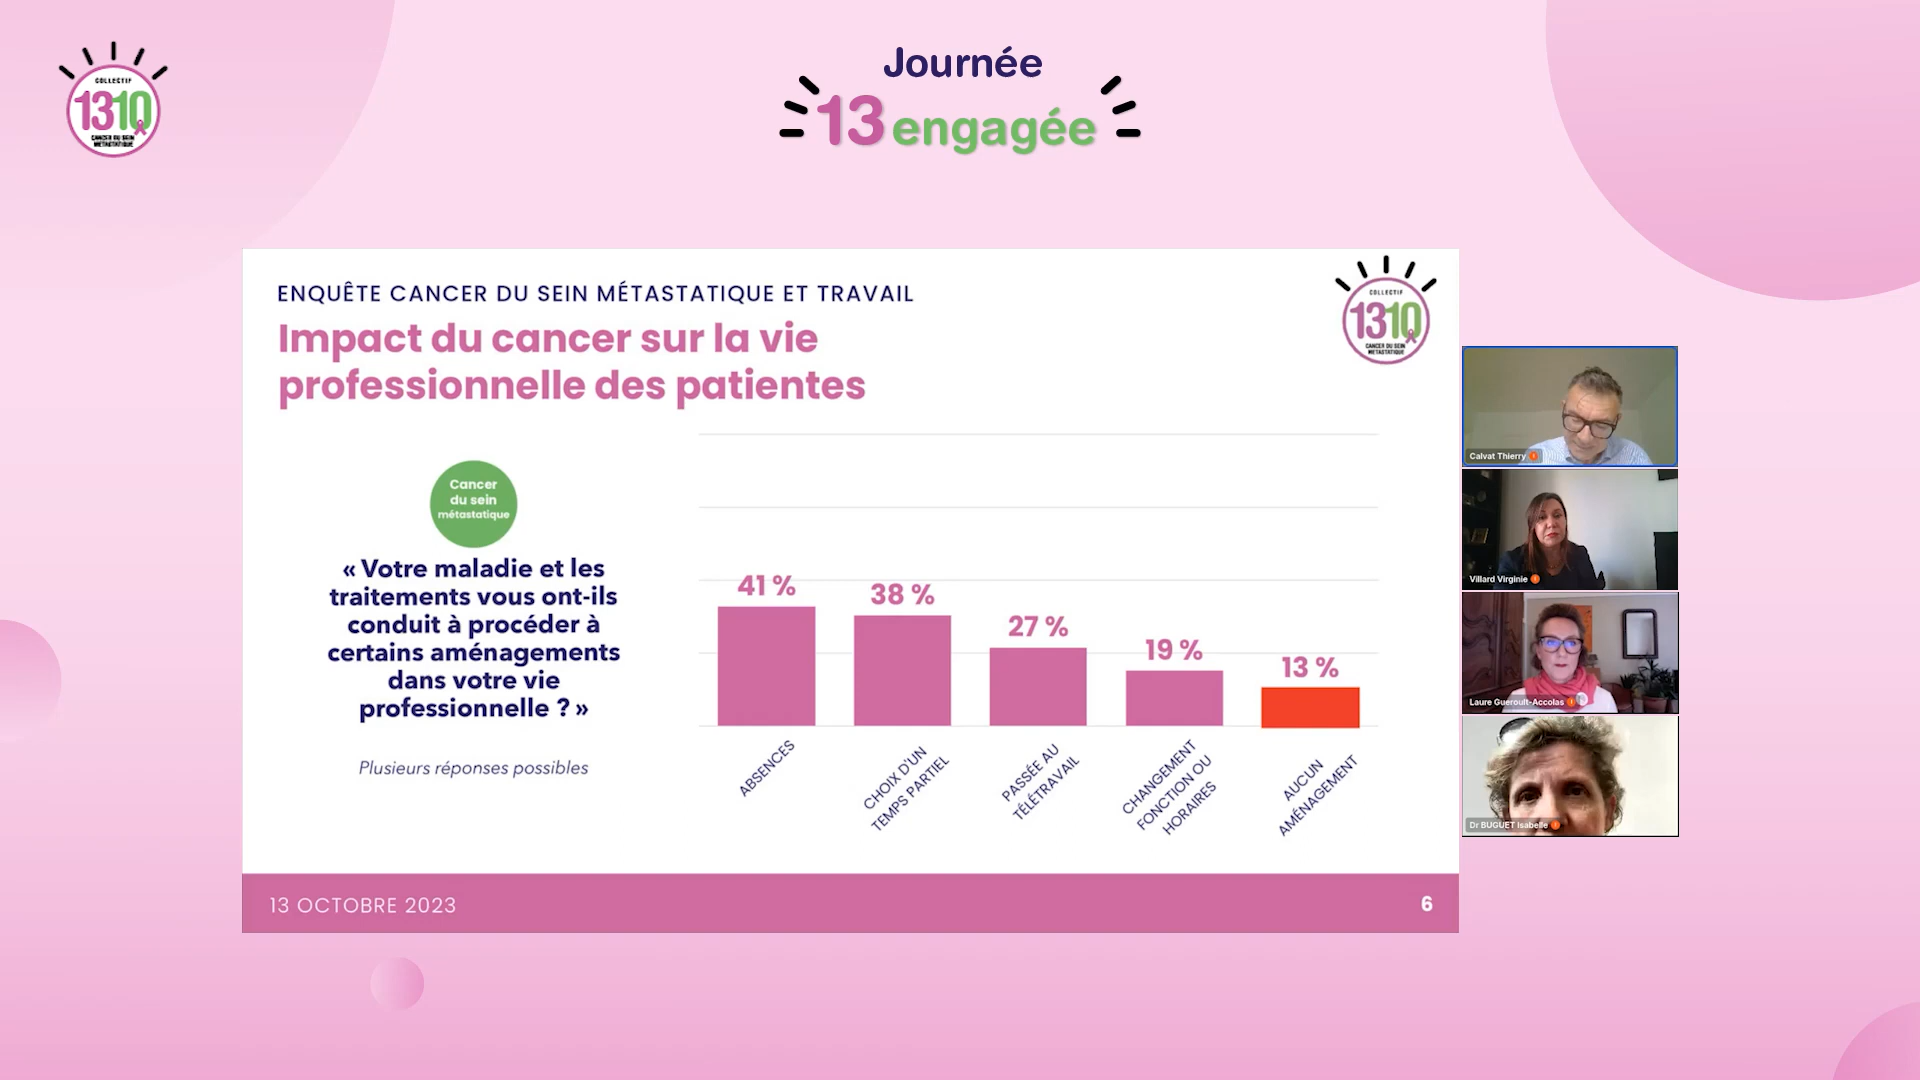 COLLECTIF
1310
CANCER DU SEIN
MÉTASTATIQUE
Journée
13 engagée
ENQUÊTE CANCER DU SEIN MÉTASTATIQUE ET TRAVAIL
Impact du cancer sur la vie
professionnelle des patientes
COLLECTIF
1310
CANCER DU SEIN
MÉTASTATIQUE
Cancer
du sein
métastatique
« Votre maladie et les
traitements vous ont-ils
conduit à procéder à
certains aménagements
dans votre vie
professionnelle ? »
Plusieurs réponses possibles
41 %
38 %
27 %
19 %
13 %
ABSENCES
CHOIX D'UN
TEMPS PARTIEL
PASSÉE AU
TÉLÉTRAVAIL
CHANGEMENT
FONCTION OU
HORAIRES
AUCUN
AMÉNAGEMENT
Calvat Thierry
Villard Virginie
Laure Guéroult-Accolas
Dr BUGUET Isabelle
13 OCTOBRE 2023
6